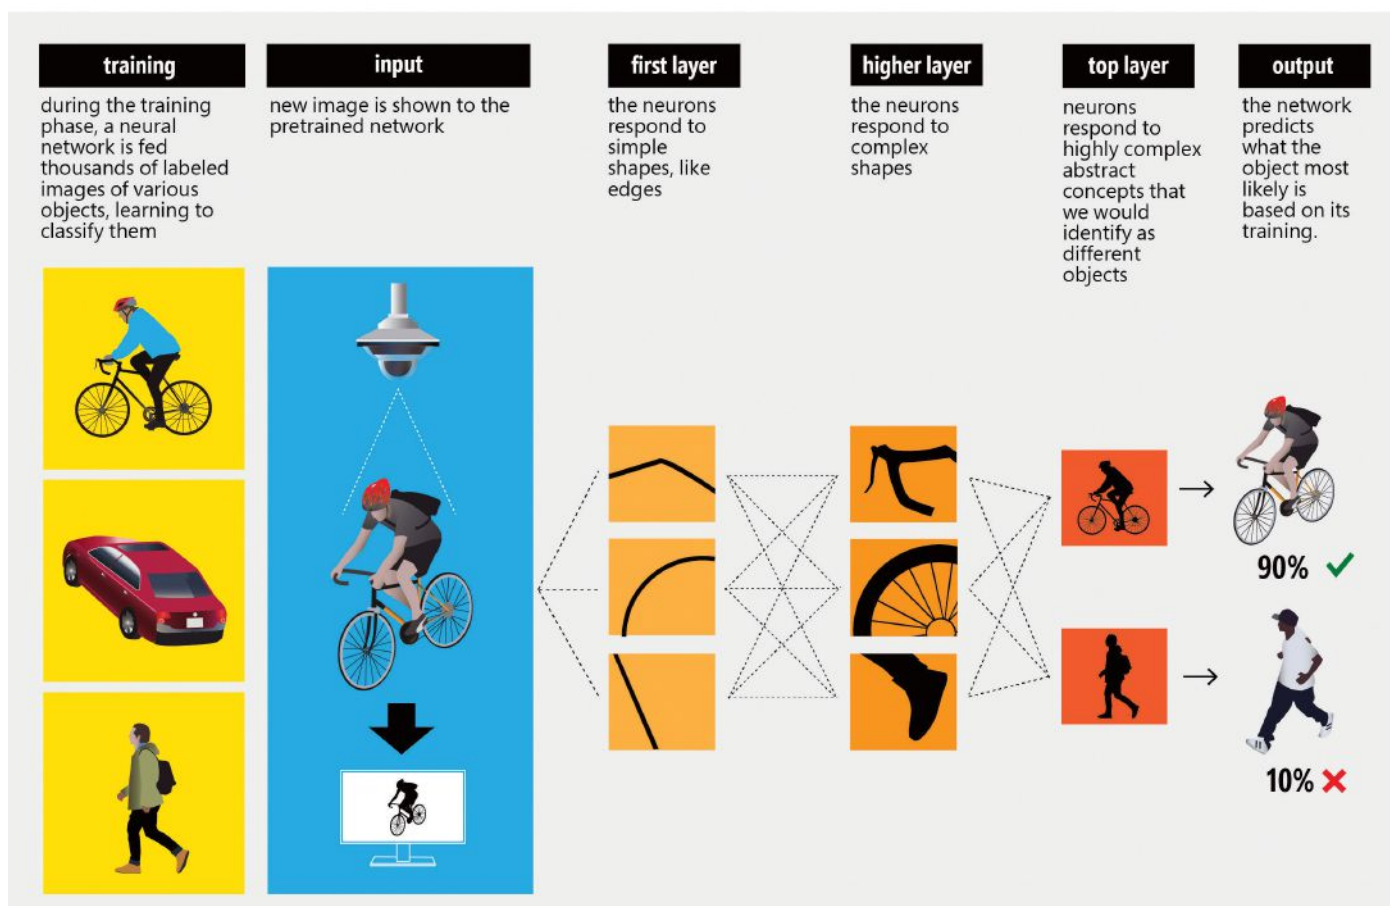 training
during the training
phase, a neural
network is fed
thousands of labeled
images of various
objects, learning to
classify them
input
new image is shown to the
pretrained network
first layer
the neurons
respond to
simple
shapes, like
edges
higher layer
the neurons
respond to
complex
shapes
top layer
neurons
respond to
highly complex
abstract
concepts that
we would
identify as
different
objects
output
the network
predicts
what the
object most
likely is
based on its
training.
90%
10%